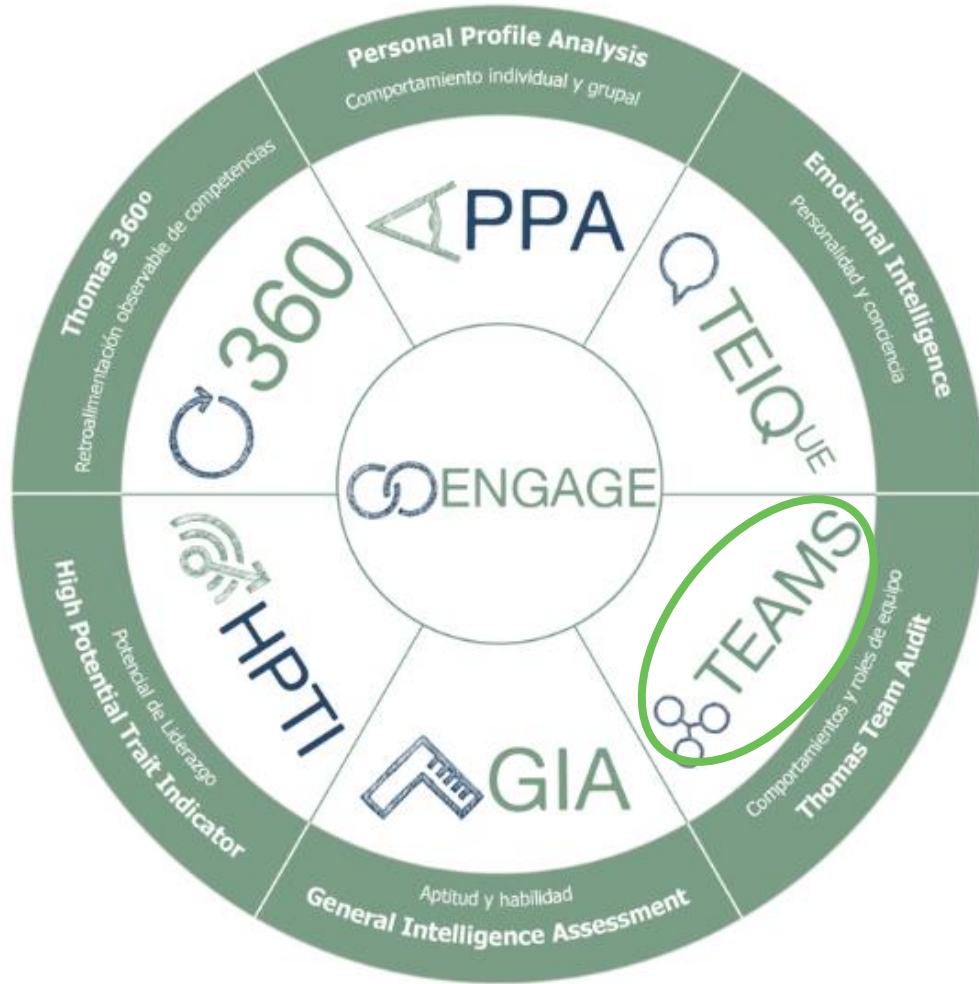 Personal Profile Analysis
Comportamiento individual y grupal
PPA
Emotional Intelligence
Personalidad y conciencia
TEIQUE
TEAMS
Comportamientos y roles de equipo
Thomas Team Audit
GIA
Aptitud y habilidad
General Intelligence Assessment
HPTI
Potencial de Liderazgo
High Potential Trait Indicator
Thomas 360º
Retroalimentación observable de competencias
360
ENGAGE